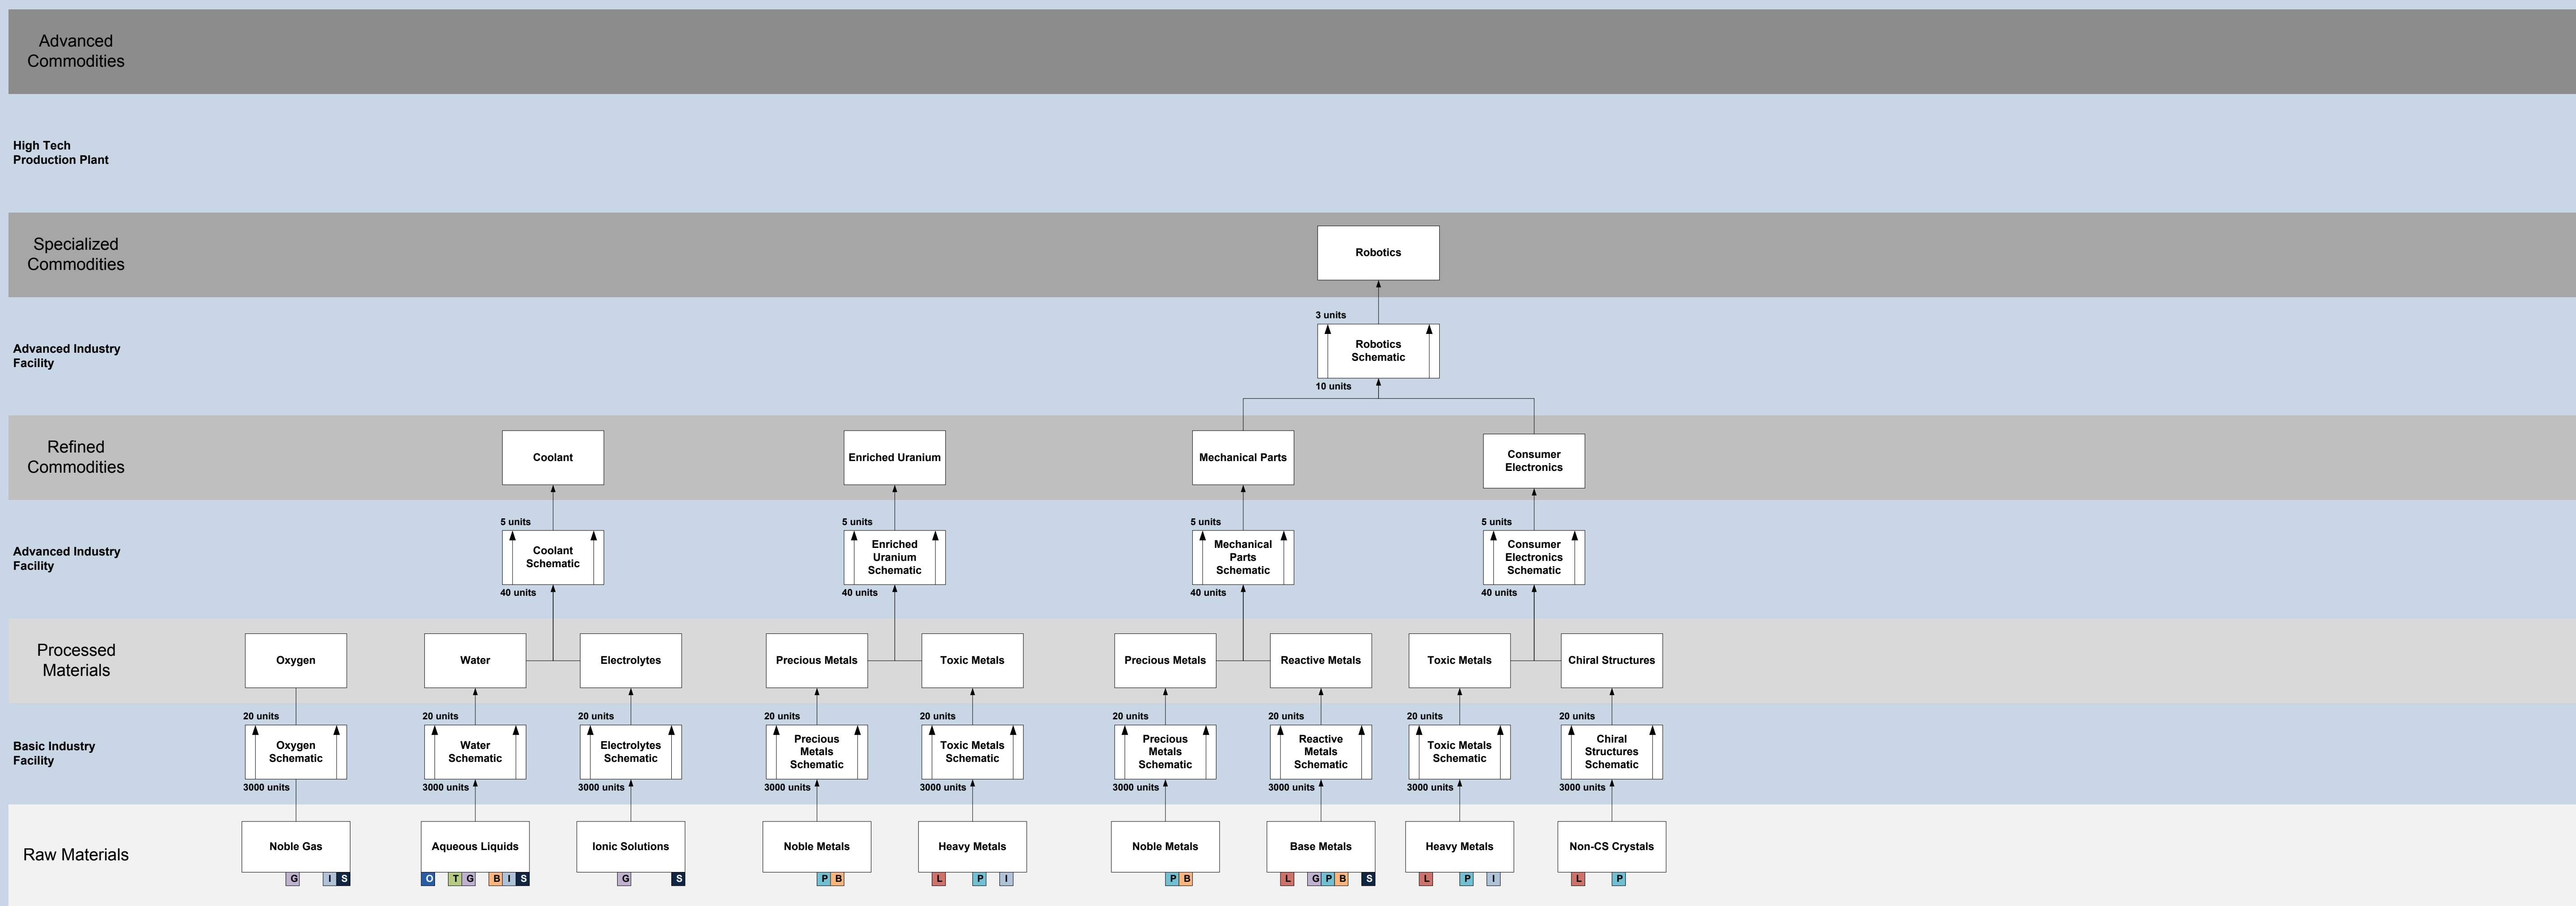 Advanced
Commodities
High Tech
Production Plant
Specialized
Commodities
Robotics
Advanced Industry
Facility
3 units
Robotics
Schematic
10 units
Refined
Commodities
Coolant
Enriched Uranium
Mechanical Parts
Consumer
Electronics
Advanced Industry
Facility
5 units
Coolant
Schematic
40 units
5 units
Enriched
Uranium
Schematic
40 units
5 units
Mechanical
Parts
Schematic
40 units
5 units
Consumer
Electronics
Schematic
40 units
Processed
Materials
Oxygen
Water
Electrolytes
Precious Metals
Toxic Metals
Precious Metals
Reactive Metals
Toxic Metals
Chiral Structures
Basic Industry
Facility
20 units
Oxygen
Schematic
3000 units
20 units
Water
Schematic
3000 units
20 units
Electrolytes
Schematic
3000 units
20 units
Precious
Metals
Schematic
3000 units
20 units
Toxic Metals
Schematic
3000 units
20 units
Precious
Metals
Schematic
3000 units
20 units
Reactive
Metals
Schematic
3000 units
20 units
Toxic Metals
Schematic
3000 units
20 units
Chiral
Structures
Schematic
3000 units
Raw Materials
Noble Gas
G I S
Aqueous Liquids
O T G B I S
Ionic Solutions
G S
Noble Metals
P B
Heavy Metals
L P I
Noble Metals
P B
Base Metals
L G P B S
Heavy Metals
L P I
Non-CS Crystals
L P